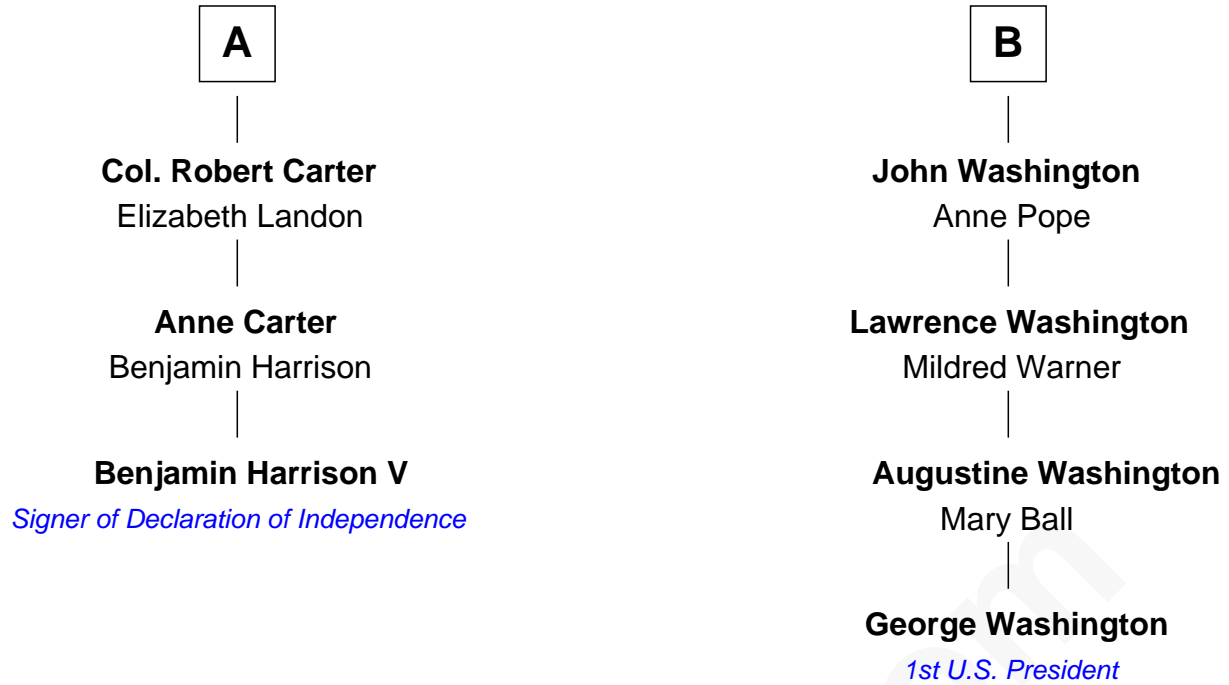 A
Col. Robert Carter
Elizabeth Landon
Anne Carter
Benjamin Harrison
Benjamin Harrison V
Signer of Declaration of Independence
B
John Washington
Anne Pope
Lawrence Washington
Mildred Warner
Augustine Washington
Mary Ball
George Washington
1st U.S. President